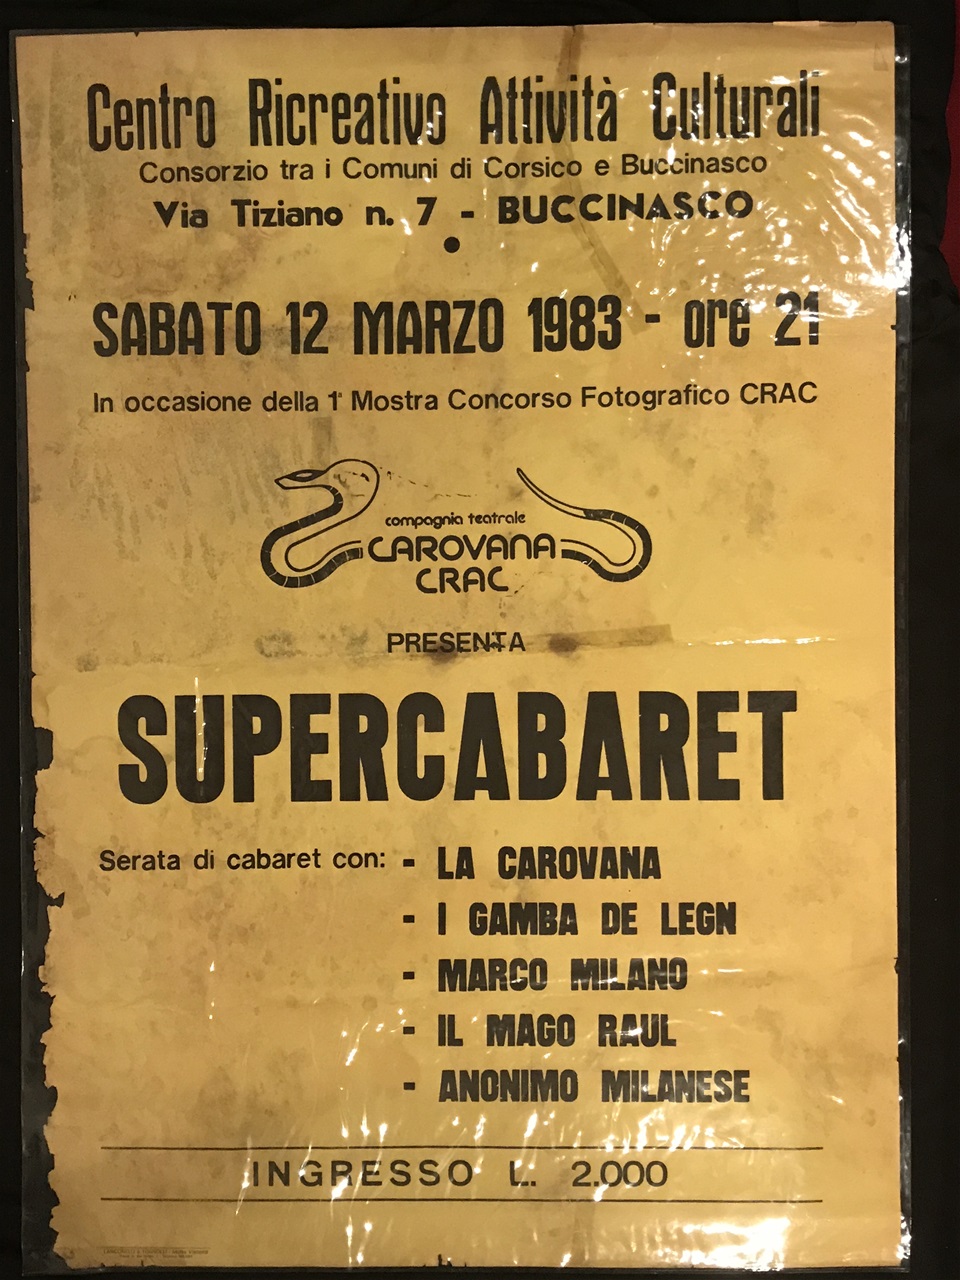 Centro Ricreativo Attività Culturali
Consorzio tra i Comuni di Corsico e Buccinasco
Via Tiziano n. 7 - BUCCINASCO
SABATO 12 MARZO 1983 - ore 21
In occasione della 1ª Mostra Concorso Fotografico CRAC
compagnia teatrale
CAROVANA
CRAC
PRESENTA
SUPERCABARET
Serata di cabaret con: - LA CAROVANA
- I GAMBA DE LEGN
- MARCO MILANO
- IL MAGO RAUL
- ANONIMO MILANESE
INGRESSO L. 2.000